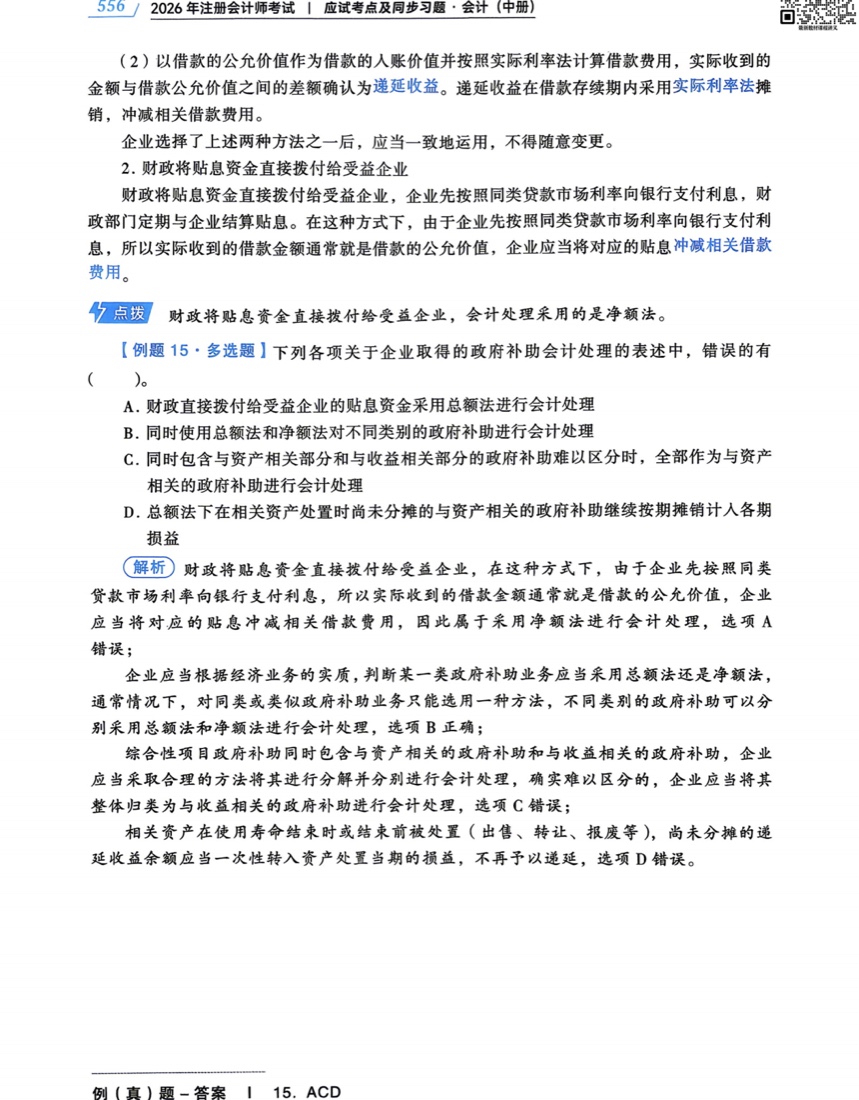 556 2026 年注册会计师考试 | 应试考点及同步习题·会计（中册）
（2）以借款的公允价值作为借款的入账价值并按照实际利率法计算借款费用，实际收到的
金额与借款公允价值之间的差额确认为递延收益。递延收益在借款存续期内采用实际利率法摊
销，冲减相关借款费用。
企业选择了上述两种方法之一后，应当一致地运用，不得随意变更。
2. 财政将贴息资金直接拨付给受益企业
财政将贴息资金直接拨付给受益企业，企业先按照同类贷款市场利率向银行支付利息，财
政部门定期与企业结算贴息。在这种方式下，由于企业先按照同类贷款市场利率向银行支付利
息，所以实际收到的借款金额通常就是借款的公允价值，企业应当将对应的贴息冲减相关借款
费用。
点拨 财政将贴息资金直接拨付给受益企业，会计处理采用的是净额法。
【例题 15·多选题】下列各项关于企业取得的政府补助会计处理的表述中，错误的有
（　　）。
A. 财政直接拨付给受益企业的贴息资金采用总额法进行会计处理
B. 同时使用总额法和净额法对不同类别的政府补助进行会计处理
C. 同时包含与资产相关部分和与收益相关部分的政府补助难以区分时，全部作为与资产
相关的政府补助进行会计处理
D. 总额法下在相关资产处置时尚未分摊的与资产相关的政府补助继续按期摊销计入各期
损益
解析 财政将贴息资金直接拨付给受益企业，在这种方式下，由于企业先按照同类
贷款市场利率向银行支付利息，所以实际收到的借款金额通常就是借款的公允价值，企业
应当将对应的贴息冲减相关借款费用，因此属于采用净额法进行会计处理，选项 A
错误；
企业应当根据经济业务的实质，判断某一类政府补助业务应当采用总额法还是净额法，
通常情况下，对同类或类似政府补助业务只能选用一种方法，不同类别的政府补助可以分
别采用总额法和净额法进行会计处理，选项 B 正确；
综合性项目政府补助同时包含与资产相关的政府补助和与收益相关的政府补助，企业
应当采取合理的方法将其进行分解并分别进行会计处理，确实难以区分的，企业应当将其
整体归类为与收益相关的政府补助进行会计处理，选项 C 错误；
相关资产在使用寿命结束时或结束前被处置（出售、转让、报废等），尚未分摊的递
延收益余额应当一次性转入资产处置当期的损益，不再予以递延，选项 D 错误。
例（真）题－答案 | 15. ACD